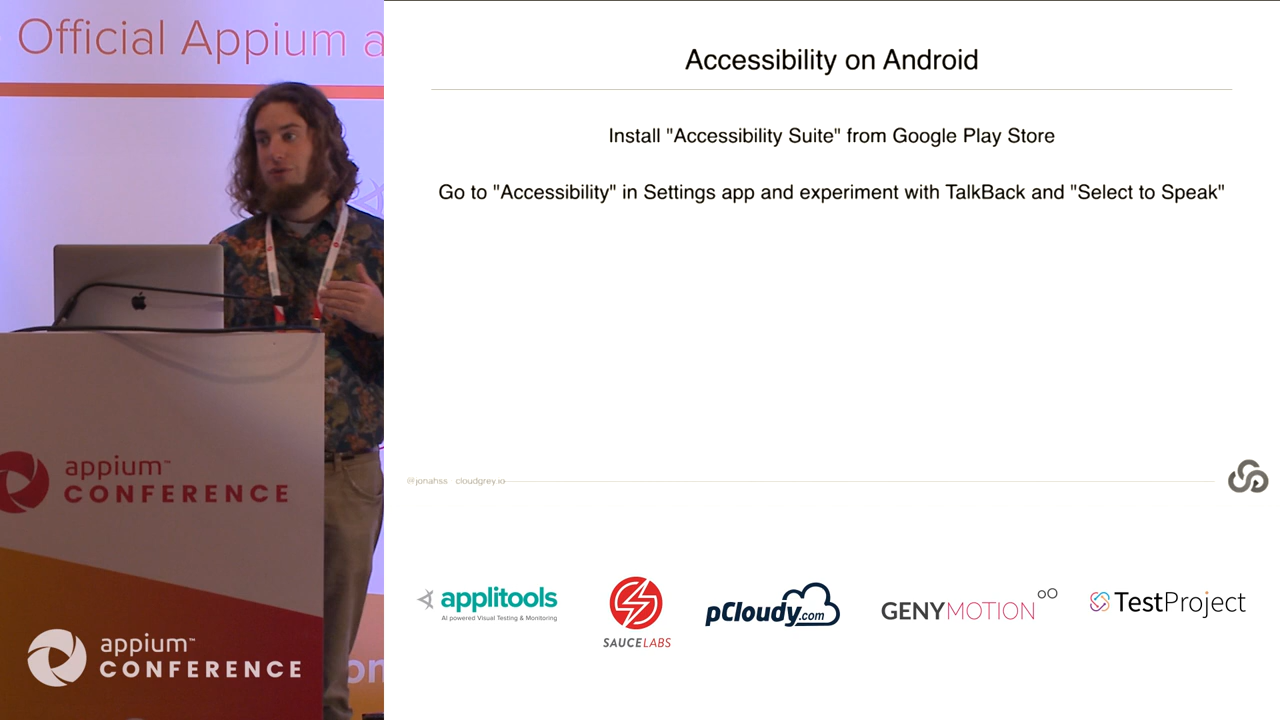 Official Appium a
appium™
CONFERENCE
appium™
CONFERENCE
Accessibility on Android
Install "Accessibility Suite" from Google Play Store
Go to "Accessibility" in Settings app and experiment with TalkBack and "Select to Speak"
@jonahss cloudgrey.io
applitools
AI powered Visual Testing & Monitoring
SAUCELABS
pCloudy.com
GENYMOTION
TestProject